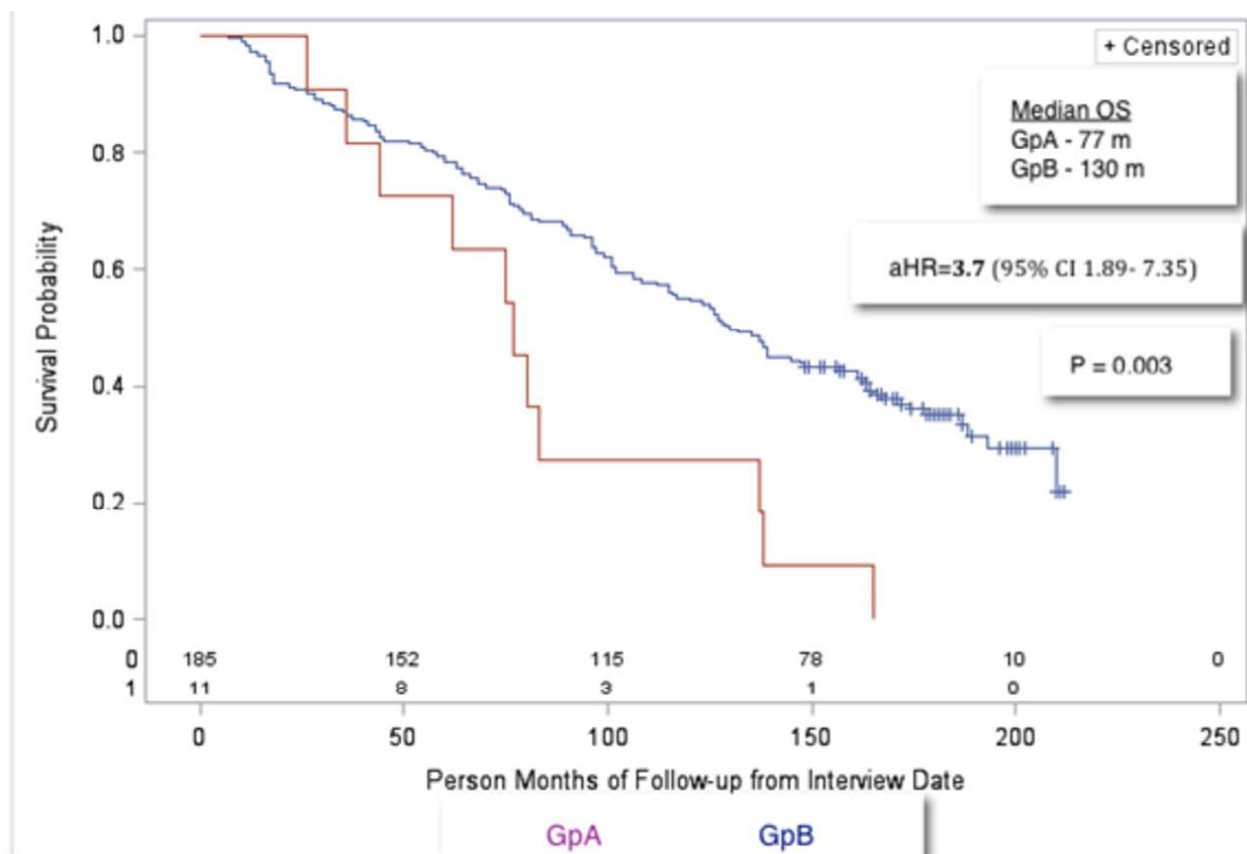 1.0
+ Censored
Median OS
GpA - 77 m
GpB - 130 m
0.8
aHR=3.7 (95% CI 1.89- 7.35)
0.6
P = 0.003
0.4
0.2
0.0
Survival Probability
0 185 152 115 78 10 0
1 11 8 3 1 0
0 50 100 150 200 250
Person Months of Follow-up from Interview Date
GpA GpB